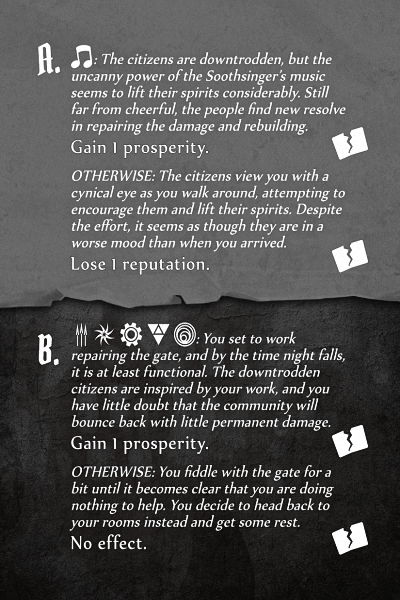 A. : The citizens are downtrodden, but the
uncanny power of the Soothsinger's music
seems to lift their spirits considerably. Still
far from cheerful, the people find new resolve
in repairing the damage and rebuilding.
Gain 1 prosperity.
OTHERWISE: The citizens view you with a
cynical eye as you walk around, attempting to
encourage them and lift their spirits. Despite
the effort, it seems as though they are in a
worse mood than when you arrived.
Lose 1 reputation.
B. : You set to work
repairing the gate, and by the time night falls,
it is at least functional. The downtrodden
citizens are inspired by your work, and you
have little doubt that the community will
bounce back with little permanent damage.
Gain 1 prosperity.
OTHERWISE: You fiddle with the gate for a
bit until it becomes clear that you are doing
nothing to help. You decide to head back to
your rooms instead and get some rest.
No effect.